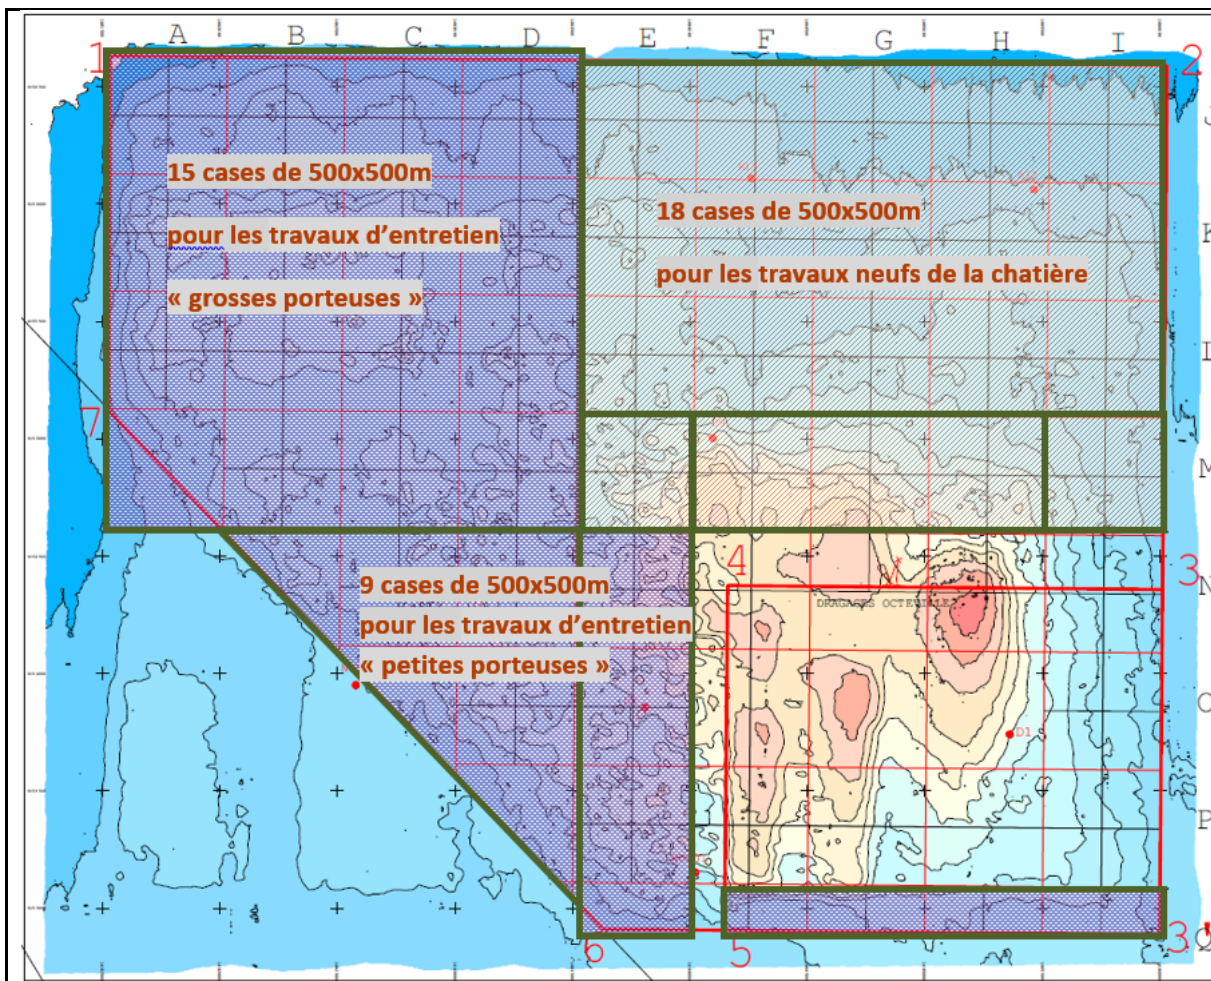 A B C D E F G H I
1
2
J
15 cases de 500x500m
pour les travaux d'entretien
« grosses porteuses »
18 cases de 500x500m
pour les travaux neufs de la chatière
K
L
7
M
9 cases de 500x500m
pour les travaux d'entretien
« petites porteuses »
4
3
N
DRAGAGES OCTEVILLE
O
D1
P
6
5
3
Q